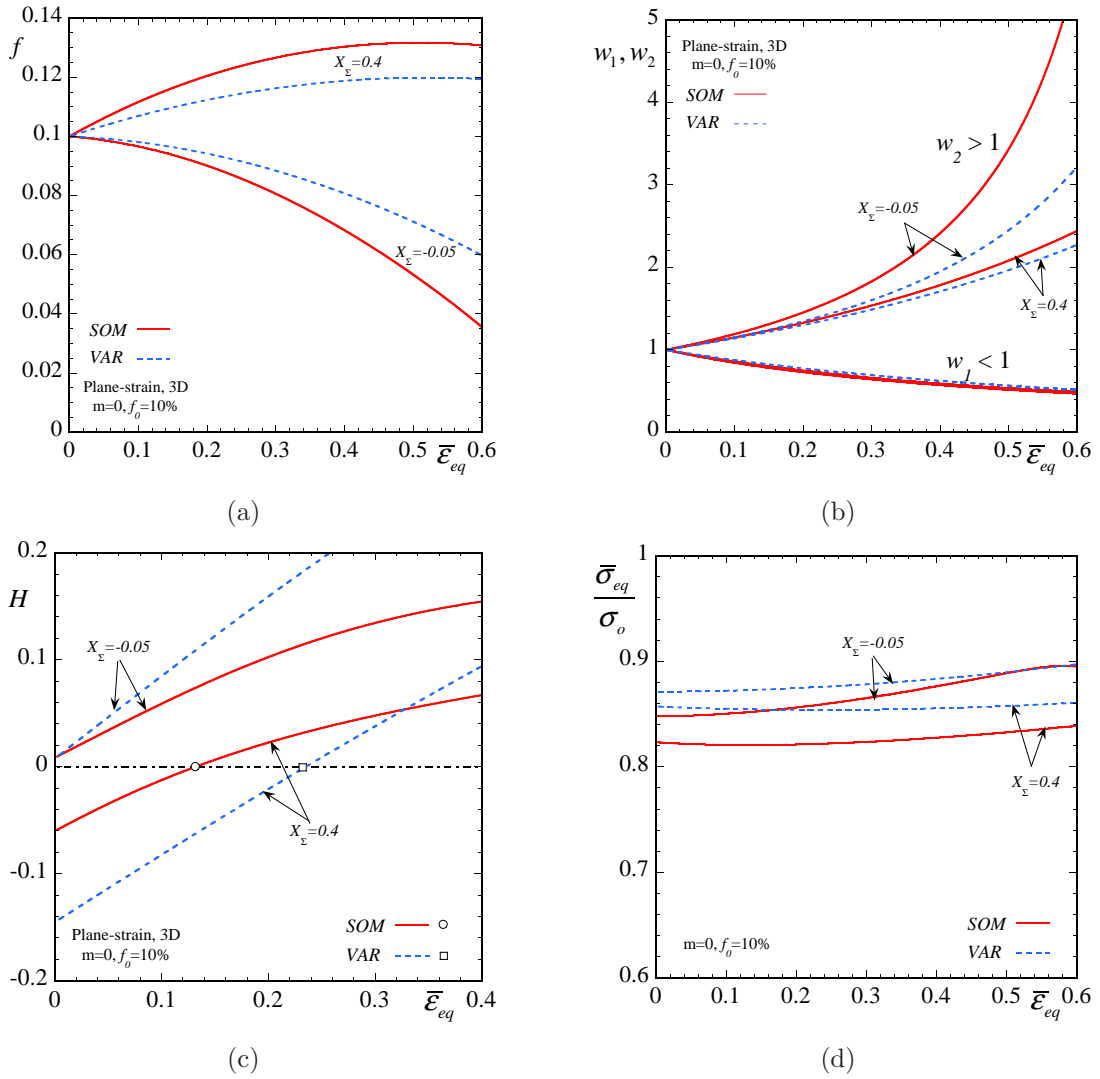 0.14
f
0.12
0.1
0.08
0.06
0.04
0.02
0
X_Σ=0.4
X_Σ=-0.05
SOM
VAR
Plane-strain, 3D
m=0, f_0=10%
0 0.1 0.2 0.3 0.4 0.5 ε̅_eq 0.6
(a)
5
w_1, w_2
4
3
2
1
0
Plane-strain, 3D
m=0, f_0=10%
SOM
VAR
w_2 > 1
X_Σ=-0.05
X_Σ=0.4
w_1 < 1
0 0.1 0.2 0.3 0.4 0.5 ε̅_eq 0.6
(b)
0.2
H
0.1
0
-0.1
-0.2
X_Σ=-0.05
X_Σ=0.4
Plane-strain, 3D
m=0, f_0=10%
SOM
VAR
0 0.1 0.2 0.3 ε̅_eq 0.4
(c)
1
σ̅_eq
σ_o
0.9
0.8
0.7
0.6
X_Σ=-0.05
X_Σ=0.4
m=0, f_0=10%
SOM
VAR
0 0.1 0.2 0.3 0.4 0.5 ε̅_eq 0.6
(d)